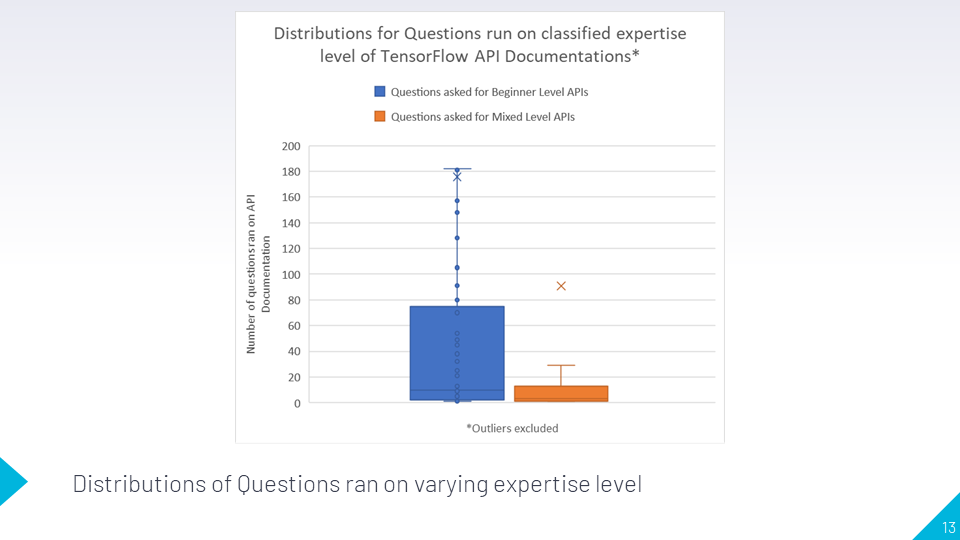 Distributions for Questions run on classified expertise
level of TensorFlow API Documentations*
Questions asked for Beginner Level APIs
Questions asked for Mixed Level APIs
Number of questions ran on API
Documentation
200
180
160
140
120
100
80
60
40
20
0
*Outliers excluded
Distributions of Questions ran on varying expertise level
13